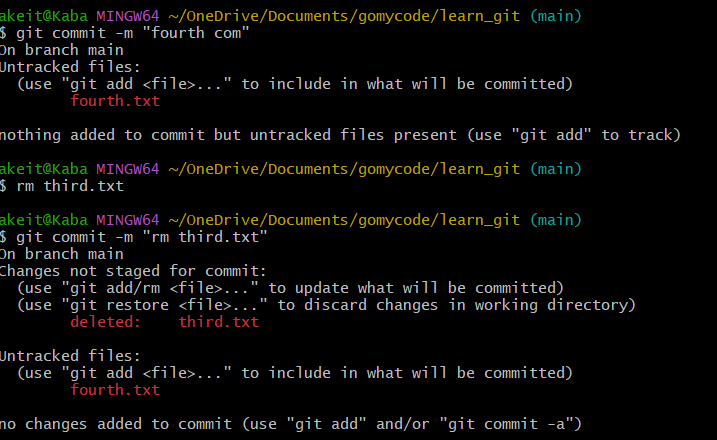 akeit@Kaba MINGW64 ~/OneDrive/Documents/gomycode/learn_git (main)
$ git commit -m "fourth com"
On branch main
Untracked files:
  (use "git add <file>..." to include in what will be committed)
        fourth.txt

nothing added to commit but untracked files present (use "git add" to track)

akeit@Kaba MINGW64 ~/OneDrive/Documents/gomycode/learn_git (main)
$ rm third.txt

akeit@Kaba MINGW64 ~/OneDrive/Documents/gomycode/learn_git (main)
$ git commit -m "rm third.txt"
On branch main
Changes not staged for commit:
  (use "git add/rm <file>..." to update what will be committed)
  (use "git restore <file>..." to discard changes in working directory)
        deleted:    third.txt

Untracked files:
  (use "git add <file>..." to include in what will be committed)
        fourth.txt

no changes added to commit (use "git add" and/or "git commit -a")